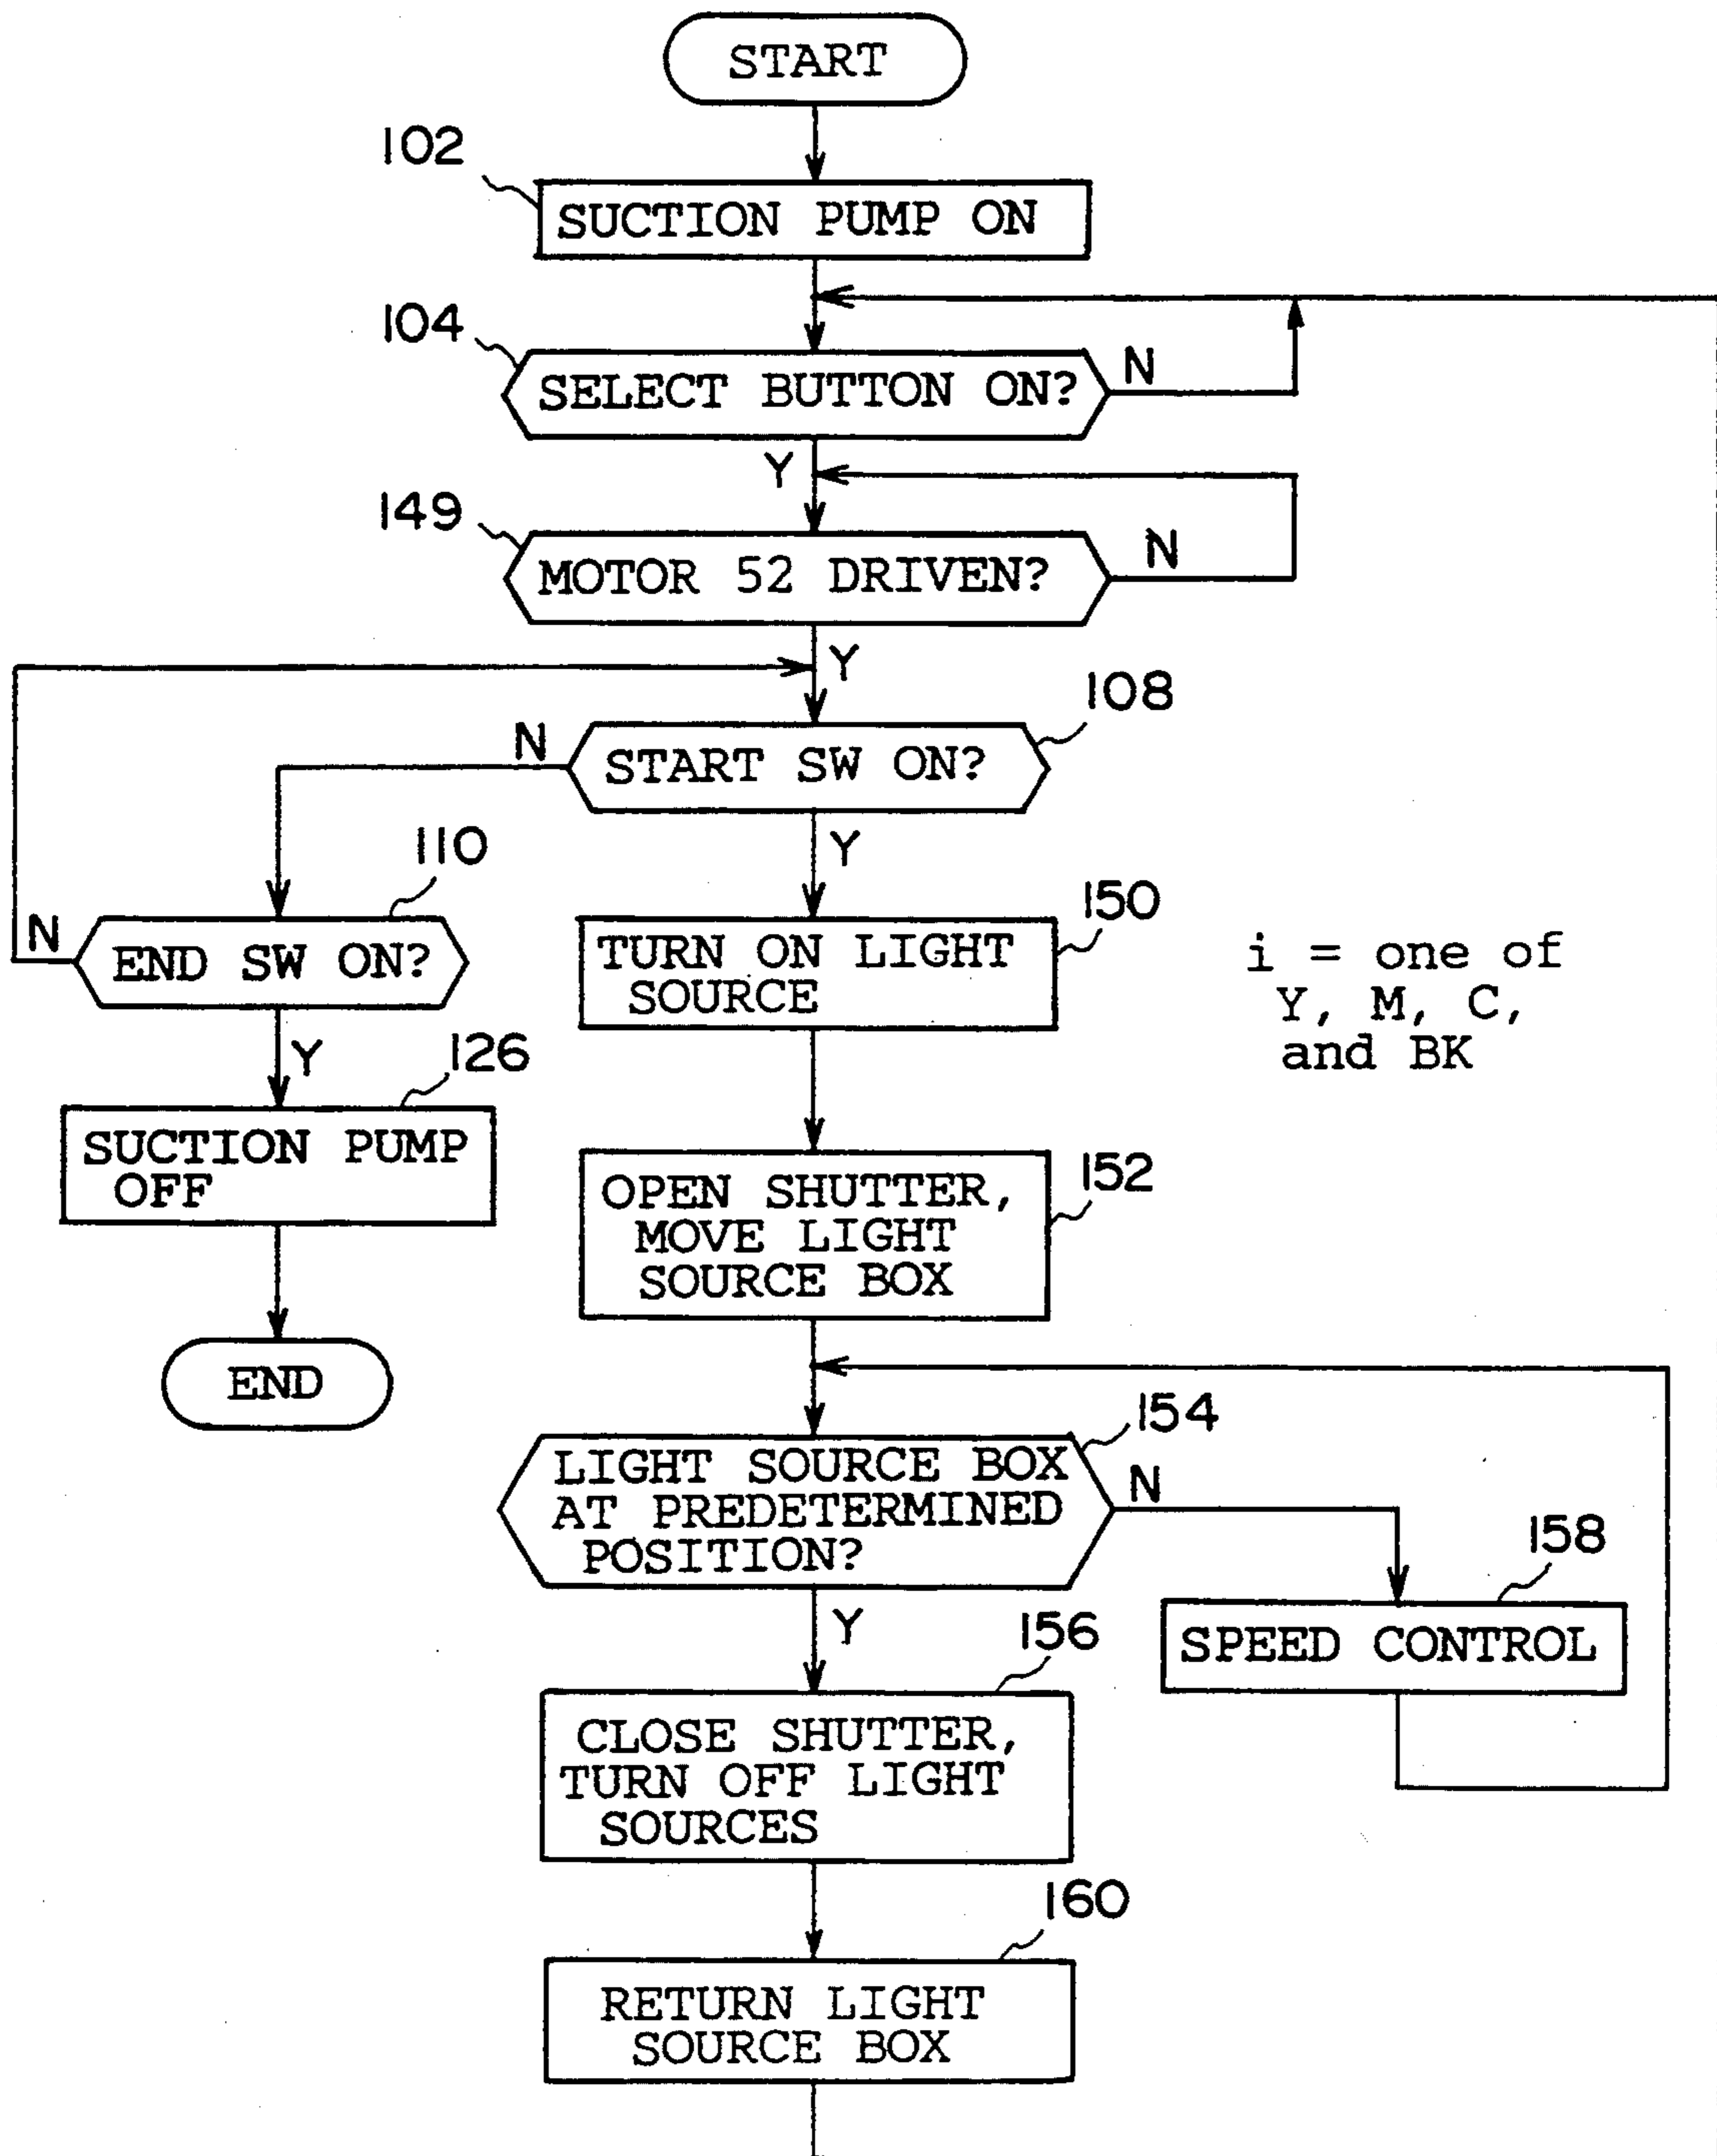 START
102
SUCTION PUMP ON
104
SELECT BUTTON ON?
N
Y
149
MOTOR 52 DRIVEN?
N
Y
108
START SW ON?
N
Y
110
END SW ON?
N
Y
150
TURN ON LIGHT
SOURCE
i = one of
Y, M, C,
and BK
126
SUCTION PUMP
OFF
152
OPEN SHUTTER,
MOVE LIGHT
SOURCE BOX
END
154
LIGHT SOURCE BOX
AT PREDETERMINED
POSITION?
N
Y
158
SPEED CONTROL
156
CLOSE SHUTTER,
TURN OFF LIGHT
SOURCES
160
RETURN LIGHT
SOURCE BOX